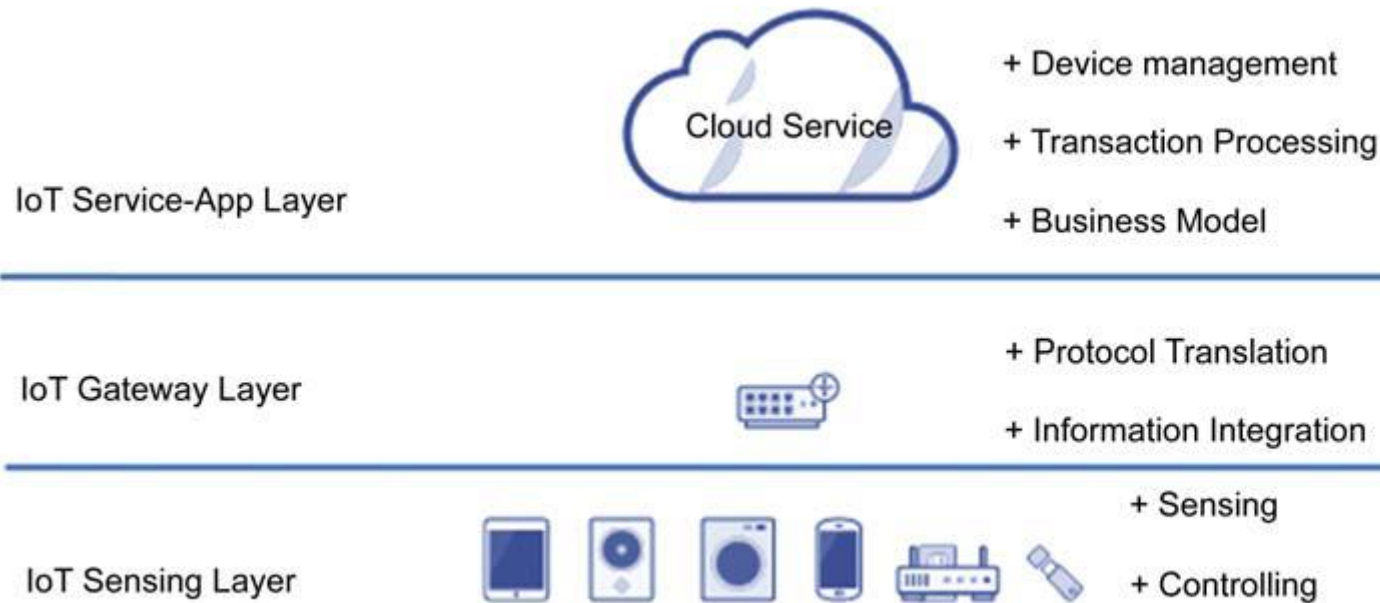 Cloud Service
+ Device management
+ Transaction Processing
IoT Service-App Layer
+ Business Model
IoT Gateway Layer
+ Protocol Translation
+ Information Integration
+ Sensing
IoT Sensing Layer
+ Controlling